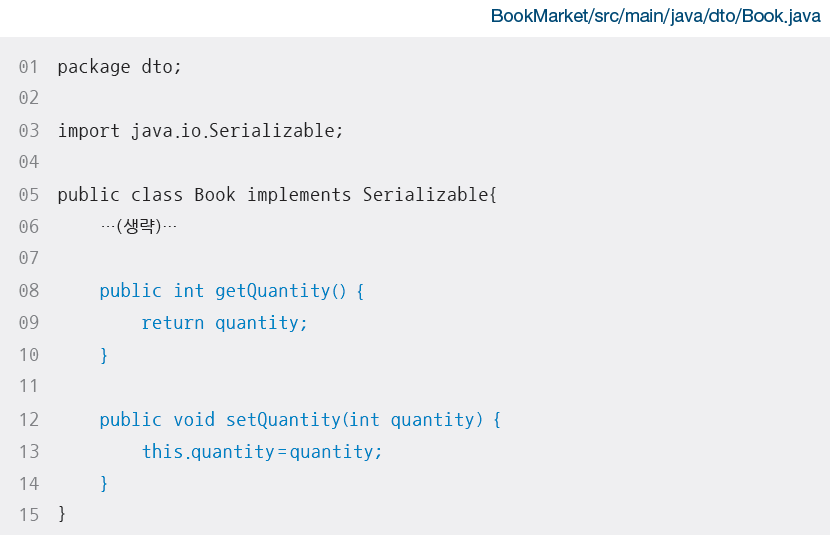 BookMarket/src/main/java/dto/Book.java
01 package dto;
02
03 import java.io.Serializable;
04
05 public class Book implements Serializable{
06 …(생략)…
07
08 public int getQuantity() {
09 return quantity;
10 }
11
12 public void setQuantity(int quantity) {
13 this.quantity=quantity;
14 }
15 }